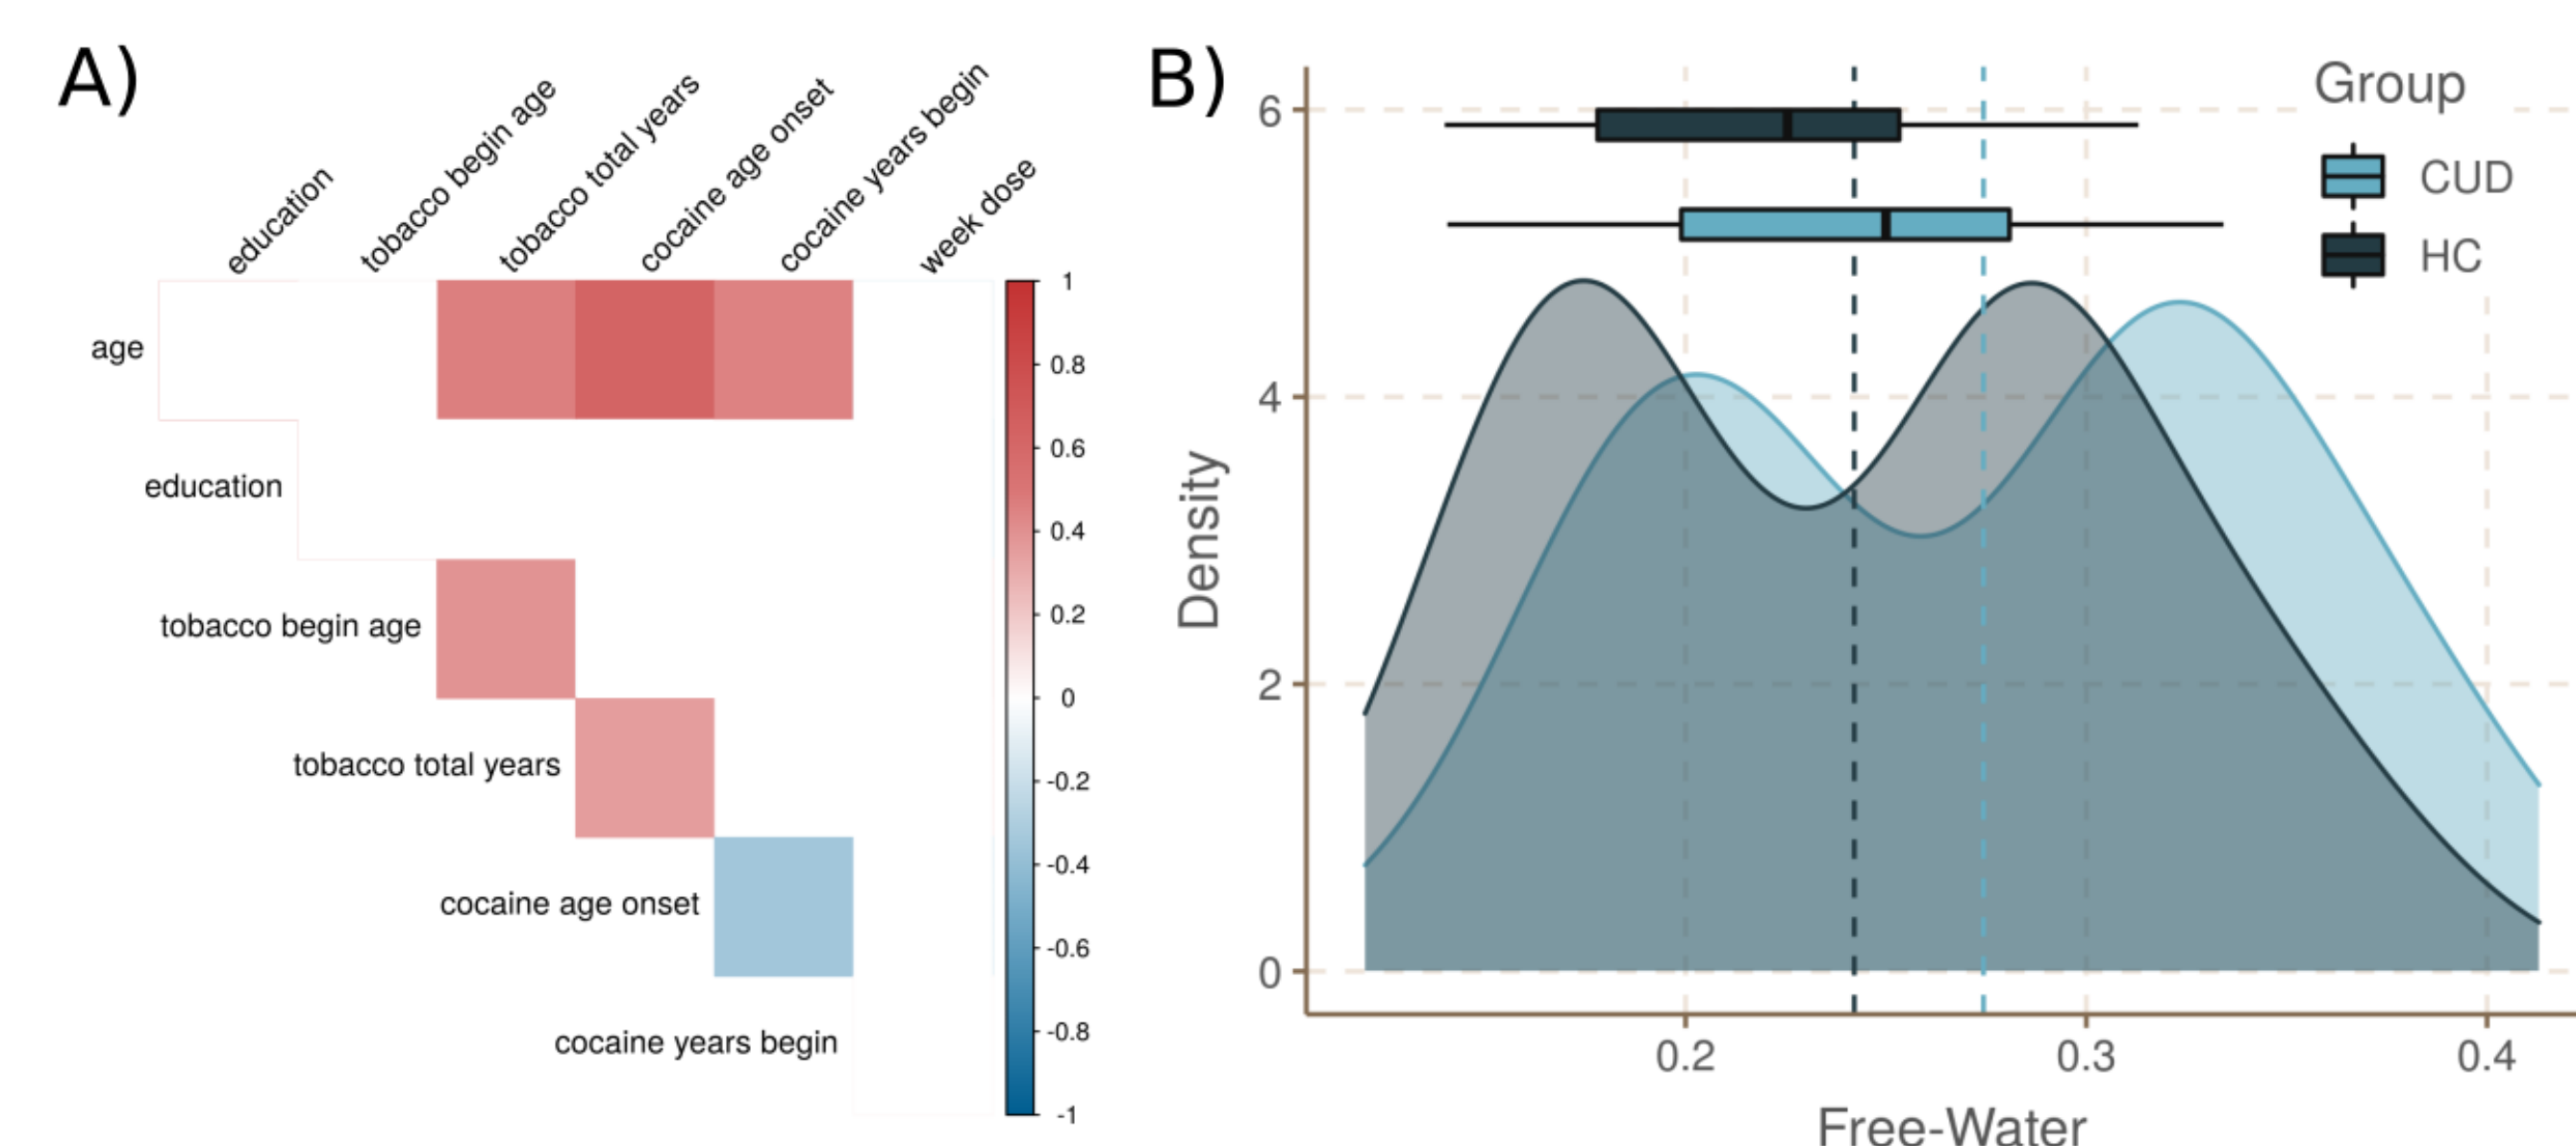 A)
education
tobacco begin age
tobacco total years
cocaine age onset
cocaine years begin
week dose
age
education
tobacco begin age
tobacco total years
cocaine age onset
cocaine years begin
1
0.8
0.6
0.4
0.2
0
-0.2
-0.4
-0.6
-0.8
-1
B)
Group
CUD
HC
Density
6
4
2
0
0.2
0.3
0.4
Free-Water